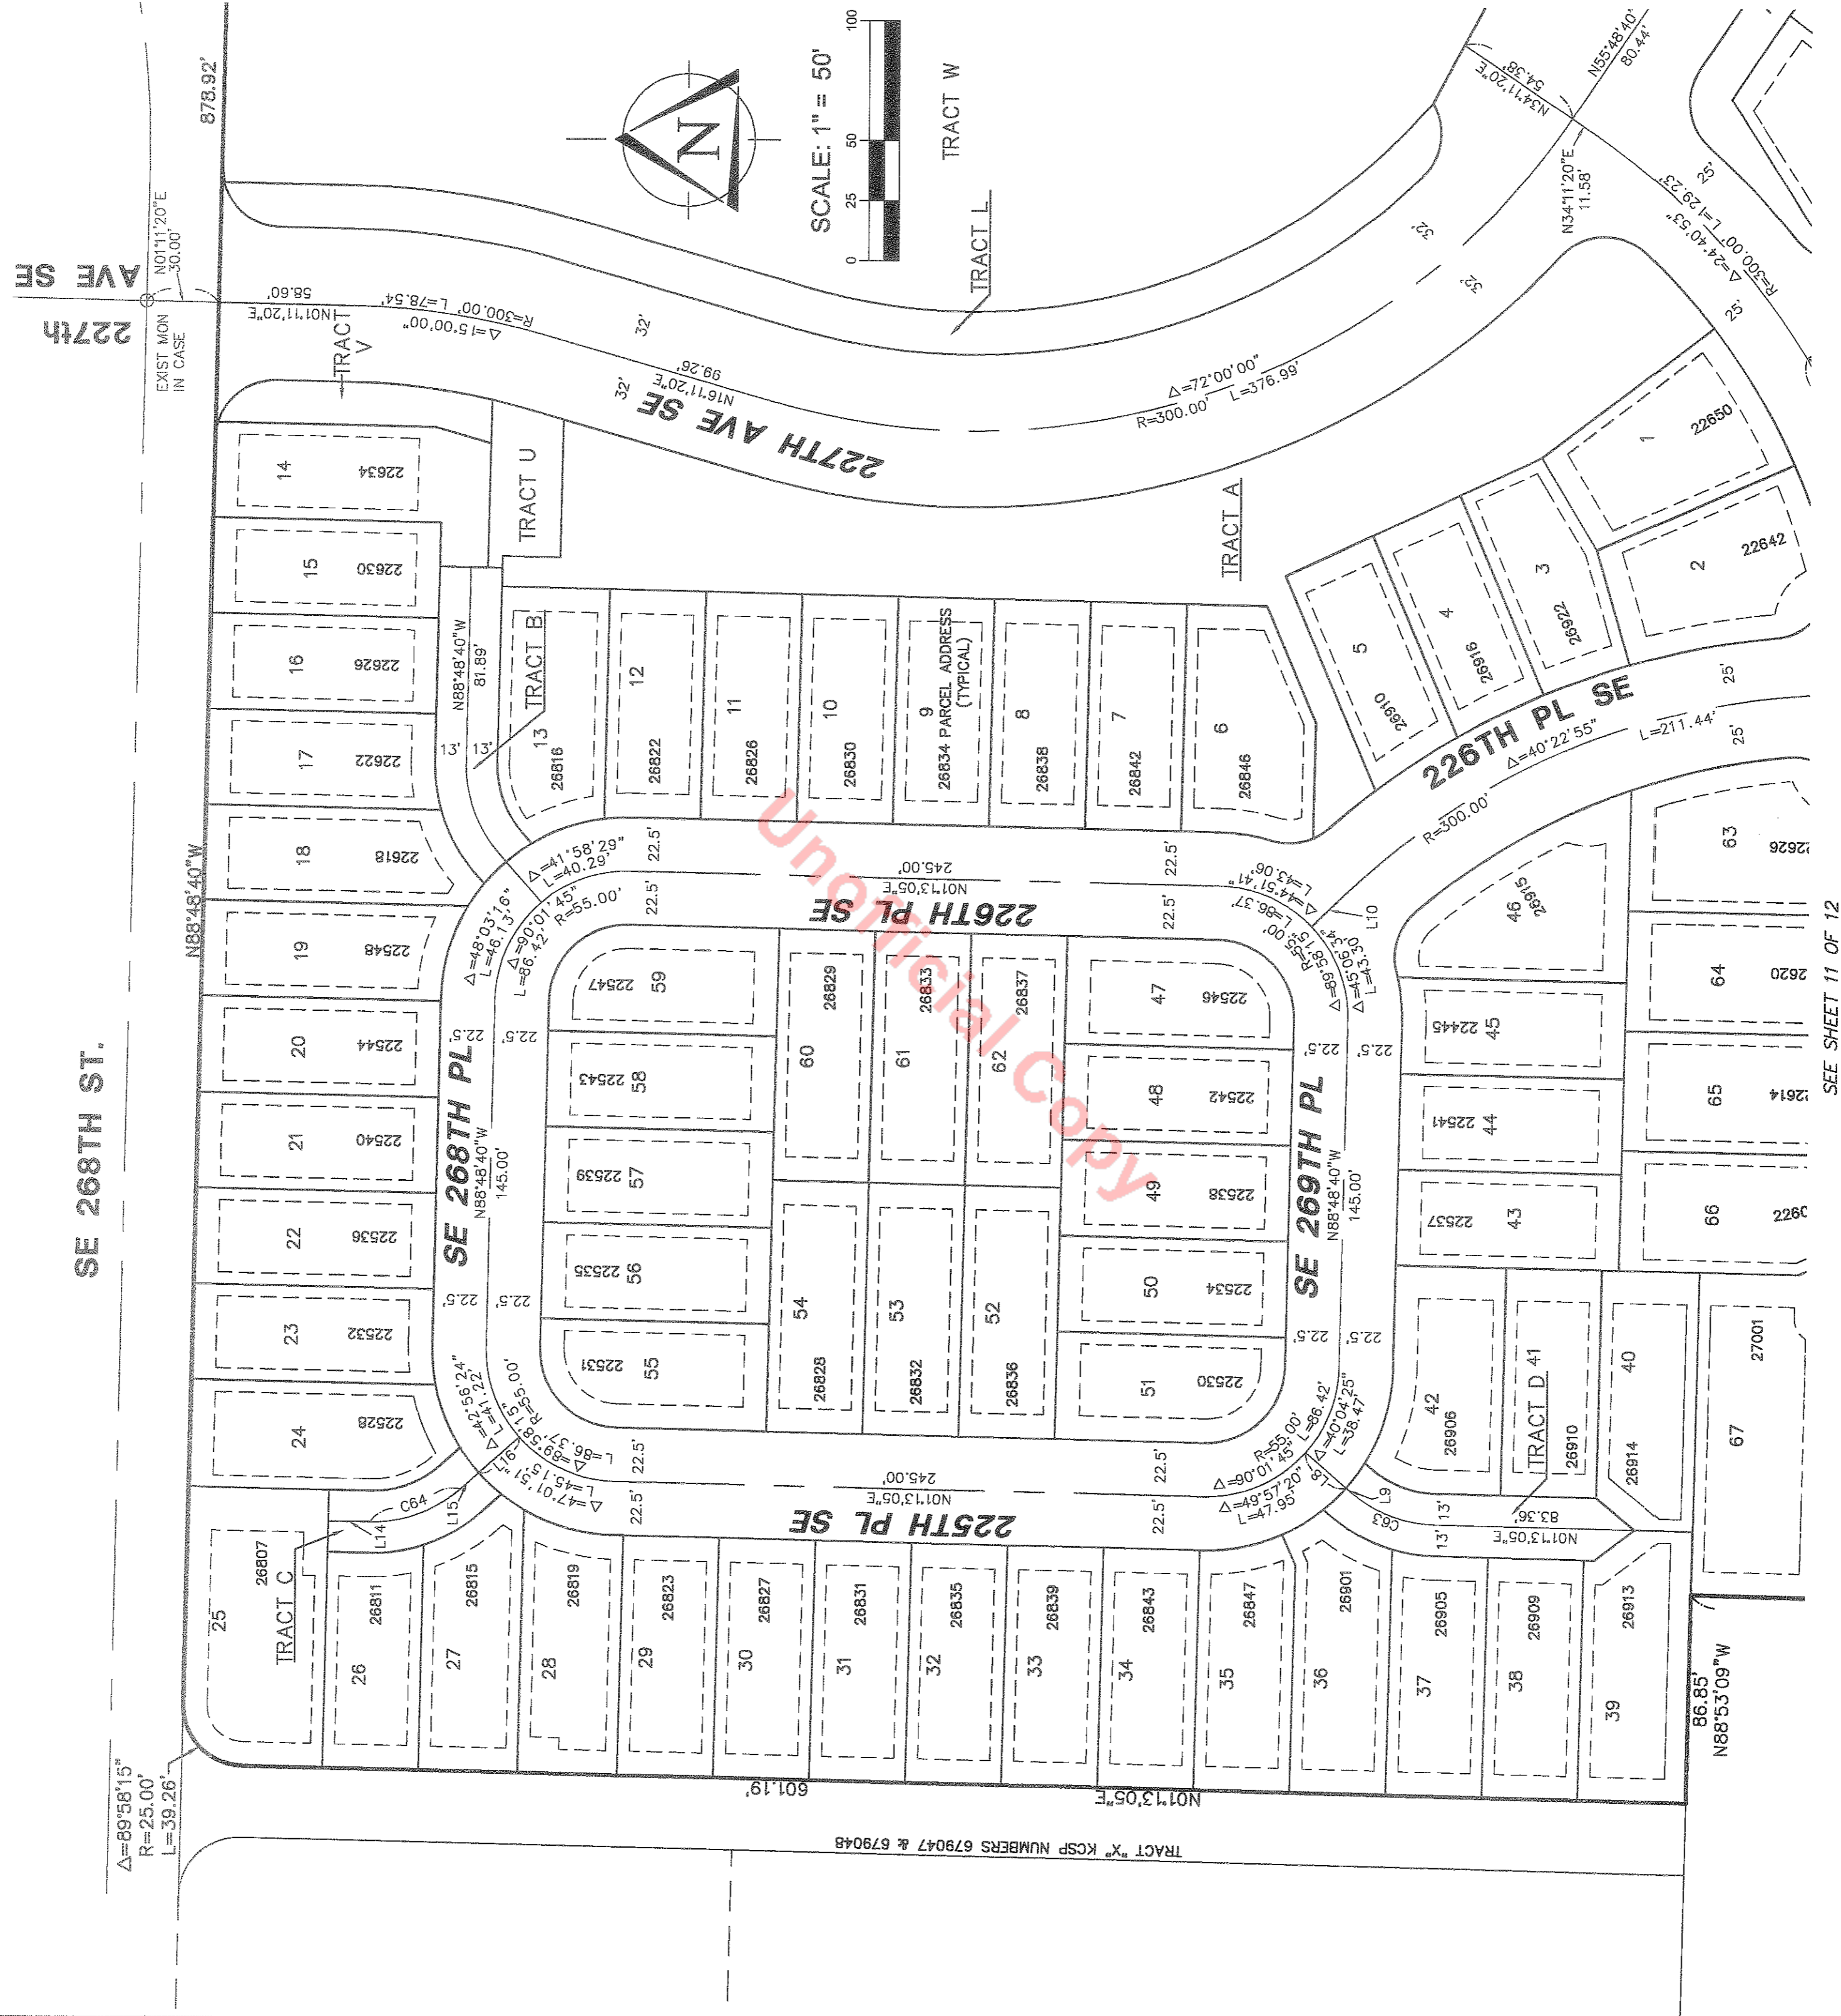 227th
AVE SE
878.92'
N01°11'20"E
30.00'
EXIST MON
IN CASE
SE 268TH ST.
N88°48'40"W
N01°11'20"E
58.60'
Δ=15°00'00"
R=300.00' L=78.54'
TRACT
V
32'
32'
N16°11'20"E
99.26'
227TH AVE SE
Δ=72°00'00"
R=300.00' L=376.99'
32'
32'
N
SCALE: 1" = 50'
0 25 50 100
TRACT W
TRACT L
N34°11'20"E
54.38'
N55°48'40"
80.44'
N34°11'20"E
11.58'
Δ=24°40'53"
R=300.00' L=129.23'
25'
25'
14
22634
15
22630
16
22626
17
22622
18
22618
19
22548
20
22544
21
22540
22
22536
23
22532
24
22528
TRACT U
N88°48'40"W
81.89'
13' 13'
TRACT B
13
26816
12
26822
11
26826
10
26830
9
26834 PARCEL ADDRESS
(TYPICAL)
8
26838
7
26842
6
26846
TRACT A
5
26910
4
26916
3
26922
2
22642
1
22650
226TH PL SE
Δ=40°22'55"
R=300.00'
L=211.44'
25'
25'
Δ=41°58'29"
L=40.29'
Δ=48°03'16"
L=46.13'
Δ=90°01'45"
L=86.42' R=55.00'
22.5'
22.5'
N01°13'05"E
245.00'
226TH PL SE
22.5'
22.5'
Δ=44°51'41"
L=43.06'
R=55.00' L=86.37'
Δ=89°58'15"
Δ=45°06'34"
L=43.30'
L10
SE 268TH PL
N88°48'40"W
145.00'
22.5'
22.5'
22.5'
22.5'
59
22547
58
22543
57
22539
56
22535
55
22531
60
26829
61
26833
62
26837
54
26828
53
26832
52
26836
47
22546
48
22542
49
22538
50
22534
51
22530
SE 269TH PL
N88°48'40"W
145.00'
22.5'
22.5'
22.5'
22.5'
46
26915
45
22445
44
22541
43
22537
42
26906
TRACT D
41
26910
40
26914
67
27001
63
22626
64
2620
65
22614
66
2260
Δ=42°56'24"
L=41.22'
L16
Δ=89°58'15"
L=86.37' R=55.00'
Δ=47°01'51"
L=45.15'
L14
C64
L15
22.5'
22.5'
N01°13'05"E
245.00'
225TH PL SE
22.5'
22.15'
R=55.00'
Δ=90°01'45" L=86.42'
Δ=40°04'25"
L=38.47'
Δ=49°57'20"
L=47.95'
L8
L9
C63
13' 13'
N01°13'05"E
83.36'
25
26807
TRACT C
26
26811
27
26815
28
26819
29
26823
30
26827
31
26831
32
26835
33
26839
34
26843
35
26847
36
26901
37
26905
38
26909
39
26913
Δ=89°58'15"
R=25.00'
L=39.26'
601.19'
N01°13'05"E
86.85'
N88°53'09"W
TRACT "X" KCSP NUMBERS 679047 & 679048
SEE SHEET 11 OF 12
Unofficial Copy